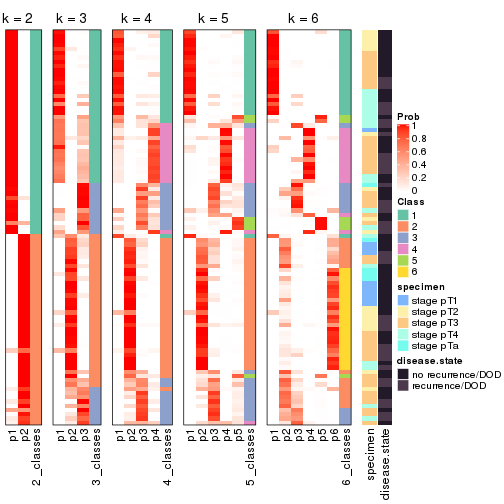 k = 2
k = 3
k = 4
k = 5
k = 6
p1
p2
2_classes
p1
p2
p3
3_classes
p1
p2
p3
p4
4_classes
p1
p2
p3
p4
p5
5_classes
p1
p2
p3
p4
p5
p6
6_classes
specimen
disease.state
Prob
1
0.8
0.6
0.4
0.2
0
Class
1
2
3
4
5
6
specimen
stage pT1
stage pT2
stage pT3
stage pT4
stage pTa
disease.state
no recurrence/DOD
recurrence/DOD